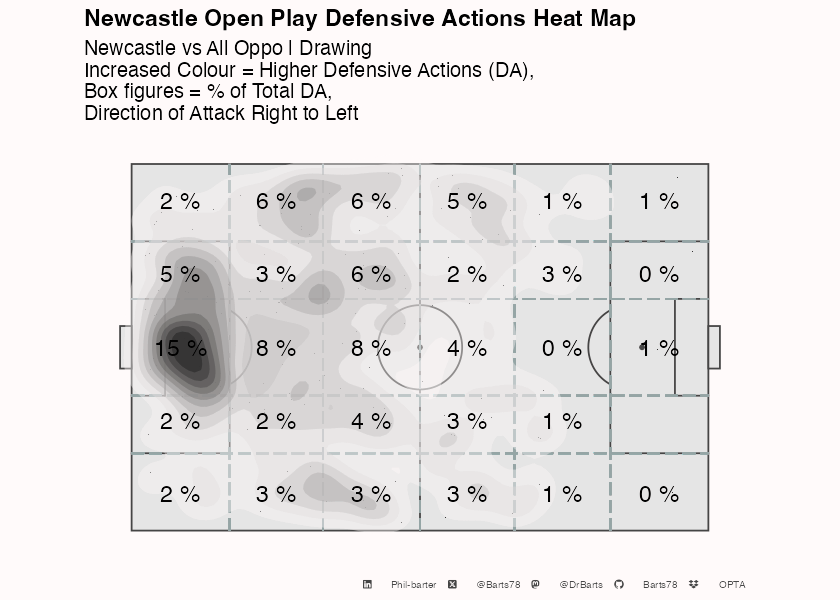 Newcastle Open Play Defensive Actions Heat Map
Newcastle vs All Oppo | Drawing
Increased Colour = Higher Defensive Actions (DA),
Box figures = % of Total DA,
Direction of Attack Right to Left
2 % 6 % 6 % 5 % 1 % 1 %
5 % 3 % 6 % 2 % 3 % 0 %
15 % 8 % 8 % 4 % 0 % 1 %
2 % 2 % 4 % 3 % 1 %
2 % 3 % 3 % 3 % 1 % 0 %
Phil-barter @Barts78 @DrBarts Barts78 OPTA